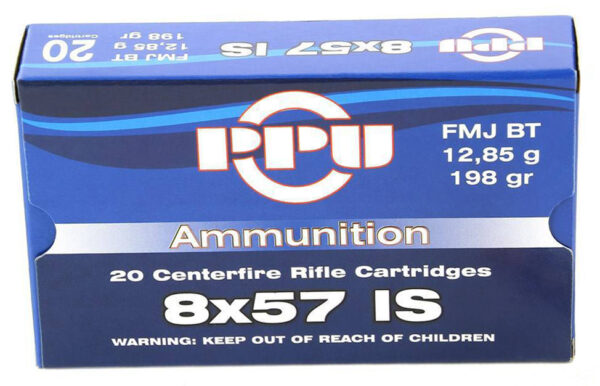 20
Cartridges
FMJ BT
12,85 g
198 gr
8x57 IS
PPU
PPU
FMJ BT
12,85 g
198 gr
Ammunition
20 Centerfire Rifle Cartridges
8x57 IS
WARNING: KEEP OUT OF REACH OF CHILDREN